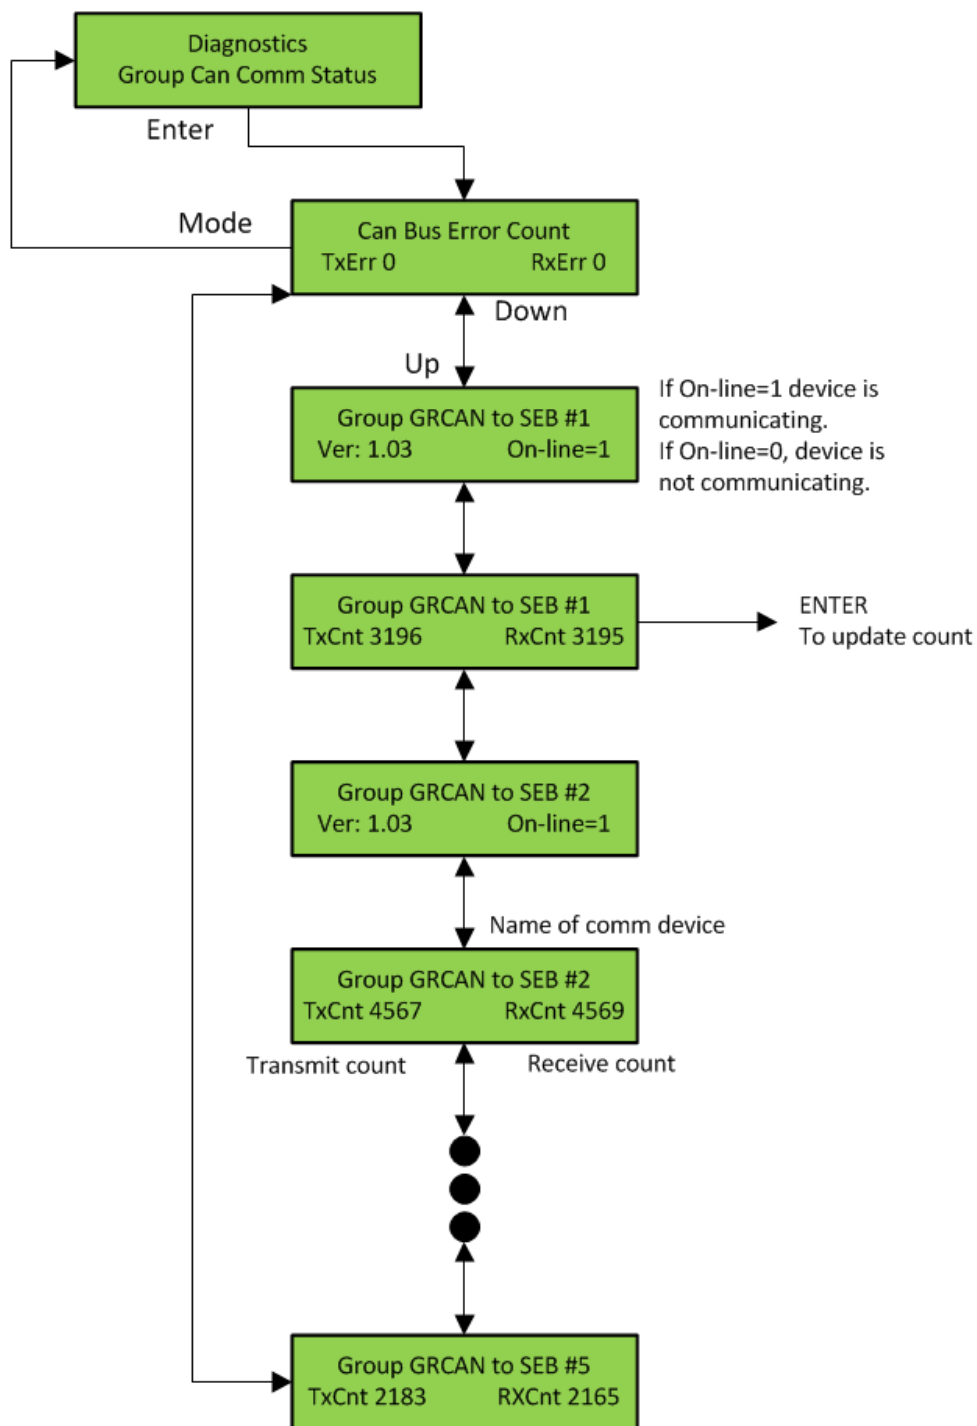 Diagnostics
Group Can Comm Status
Enter
Mode
Can Bus Error Count
TxErr 0 RxErr 0
Down
Up
Group GRCAN to SEB #1
Ver: 1.03 On-line=1
If On-line=1 device is
communicating.
If On-line=0, device is
not communicating.
Group GRCAN to SEB #1
TxCnt 3196 RxCnt 3195
ENTER
To update count
Group GRCAN to SEB #2
Ver: 1.03 On-line=1
Name of comm device
Group GRCAN to SEB #2
TxCnt 4567 RxCnt 4569
Transmit count Receive count
Group GRCAN to SEB #5
TxCnt 2183 RXCnt 2165